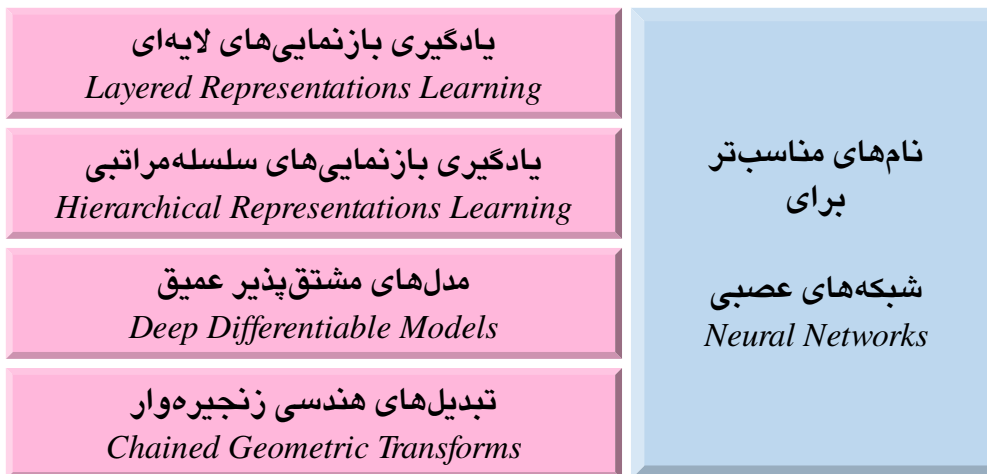 نام‌های مناسب‌تر
برای
شبکه‌های عصبی
Neural Networks
یادگیری بازنمایی‌های لایه‌ای
Layered Representations Learning
یادگیری بازنمایی‌های سلسله‌مراتبی
Hierarchical Representations Learning
مدل‌های مشتق‌پذیر عمیق
Deep Differentiable Models
تبدیل‌های هندسی زنجیره‌وار
Chained Geometric Transforms